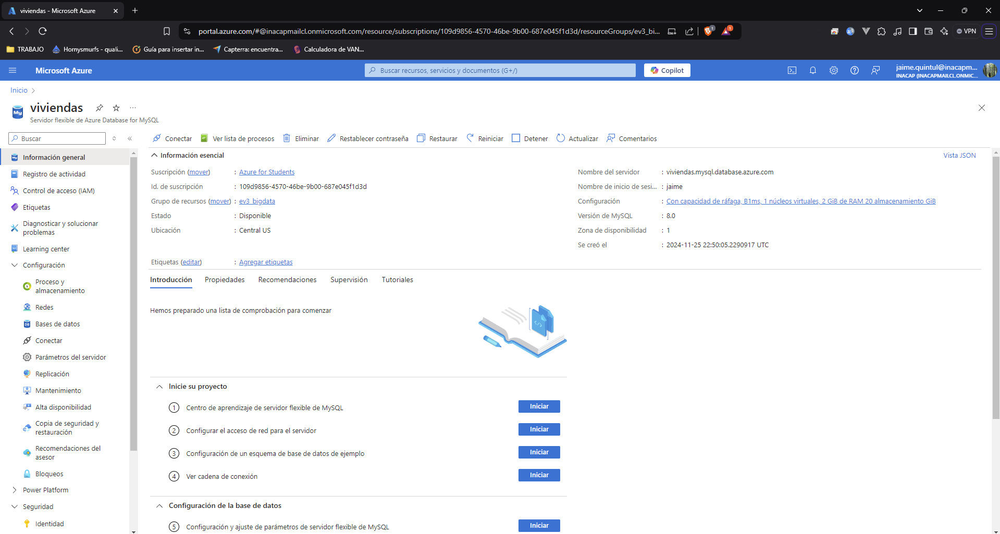 viviendas - Microsoft Azure
portal.azure.com/#@inacapmailcl.onmicrosoft.com/resource/subscriptions/109d9856-4570-46be-9b00-687e045f1d3d/resourceGroups/ev3_bi...
1
1
VPN
TRABAJO
Hornysmurfs - quali...
Guía para insertar in...
Capterra: encuentra...
Calculadora de VAN...
Microsoft Azure
Buscar recursos, servicios y documentos (G+/)
Copilot
jaime.quintul@inacapm...
INACAP (INACAPMAILCL.ONMIC...
Inicio
My
viviendas
Servidor flexible de Azure Database for MySQL
Buscar
Conectar
Ver lista de procesos
Eliminar
Restablecer contraseña
Restaurar
Reiniciar
Detener
Actualizar
Comentarios
Información general
Registro de actividad
Control de acceso (IAM)
Etiquetas
Diagnosticar y solucionar
problemas
Learning center
Configuración
Proceso y
almacenamiento
Redes
Bases de datos
Conectar
Parámetros del servidor
Replicación
Mantenimiento
Alta disponibilidad
Copia de seguridad y
restauración
Recomendaciones del
asesor
Bloqueos
Power Platform
Seguridad
Identidad
Información esencial
Vista JSON
Suscripción (mover) : Azure for Students
Id. de suscripción : 109d9856-4570-46be-9b00-687e045f1d3d
Grupo de recursos (mover) : ev3_bigdata
Estado : Disponible
Ubicación : Central US
Nombre del servidor : viviendas.mysql.database.azure.com
Nombre de inicio de sesi... : jaime
Configuración : Con capacidad de ráfaga, B1ms, 1 núcleos virtuales, 2 GiB de RAM 20 almacenamiento GiB
Versión de MySQL : 8.0
Zona de disponibilidad : 1
Se creó el : 2024-11-25 22:50:05.2290917 UTC
Etiquetas (editar) : Agregar etiquetas
Introducción
Propiedades
Recomendaciones
Supervisión
Tutoriales
Hemos preparado una lista de comprobación para comenzar
Inicie su proyecto
1 Centro de aprendizaje de servidor flexible de MySQL
Iniciar
2 Configurar el acceso de red para el servidor
Iniciar
3 Configuración de un esquema de base de datos de ejemplo
Iniciar
4 Ver cadena de conexión
Iniciar
Configuración de la base de datos
5 Configuración y ajuste de parámetros de servidor flexible de MySQL
Iniciar